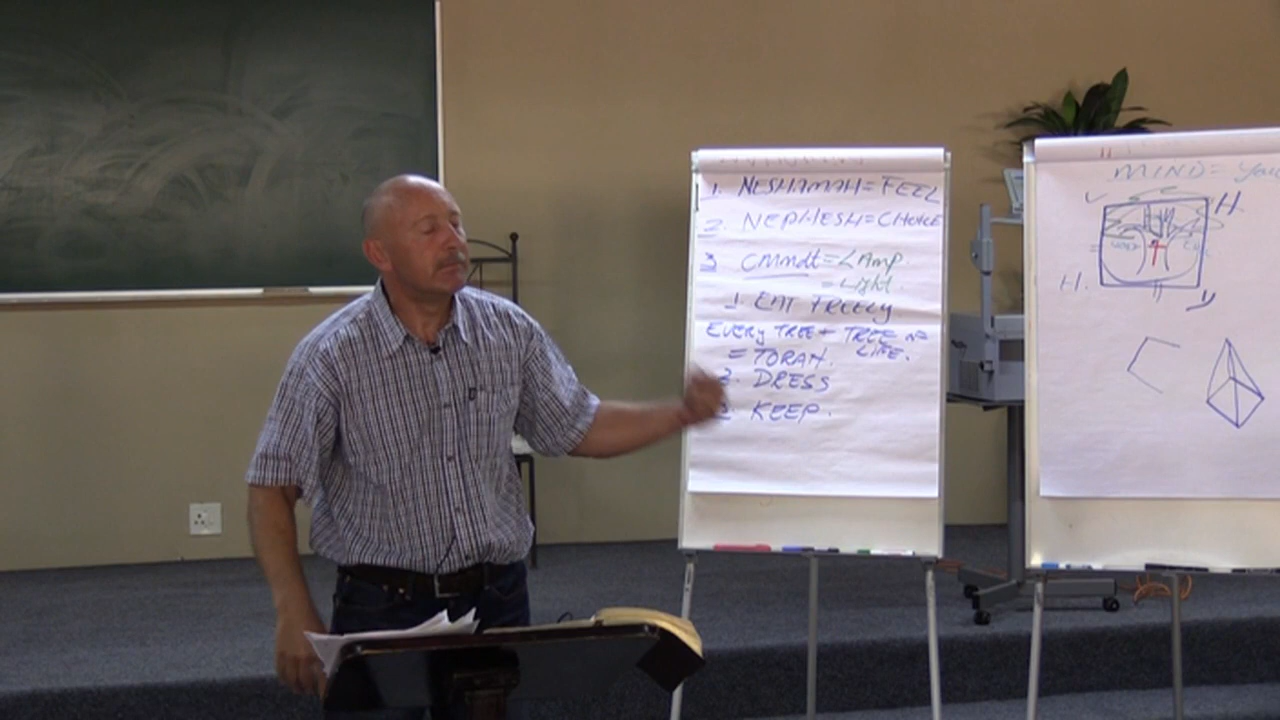 1. NESHAMAH = FEEL
2. NEPHESH = CHOICE
3 CMMdt = LAmp
= Light.
1. EAT FREELY
EVERY TREE + TREE OF
= TORAH. LIFE.
2. DRESS
3. KEEP.
MIND = You
H
H.
y